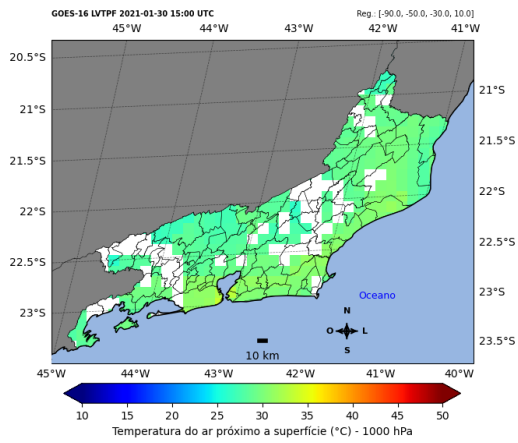 GOES-16 LVTPF 2021-01-30 15:00 UTC
Reg.: [-90.0, -50.0, -30.0, 10.0]
45°W 44°W 43°W 42°W 41°W
20.5°S
21°S
21.5°S
22°S
22.5°S
23°S
21°S
21.5°S
22°S
22.5°S
23°S
23.5°S
Oceano
N
O L
S
10 km
45°W 44°W 43°W 42°W 41°W 40°W
10 15 20 25 30 35 40 45 50
Temperatura do ar próximo a superfície (°C) - 1000 hPa